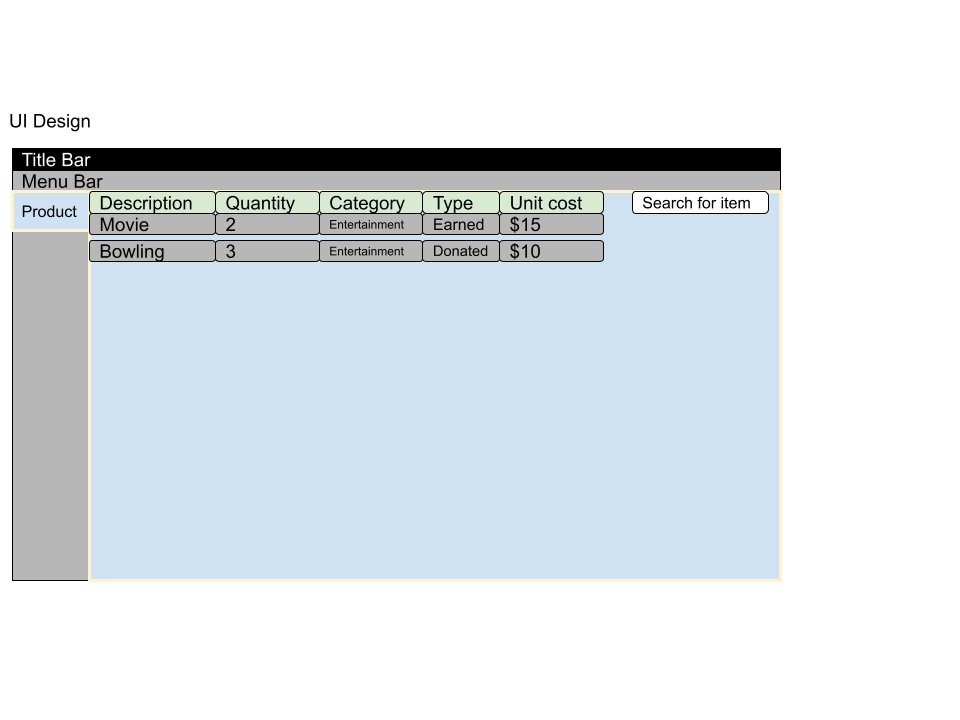 UI Design
Title Bar
Menu Bar
Product
Description Quantity Category Type Unit cost Search for item
Movie 2 Entertainment Earned $15
Bowling 3 Entertainment Donated $10